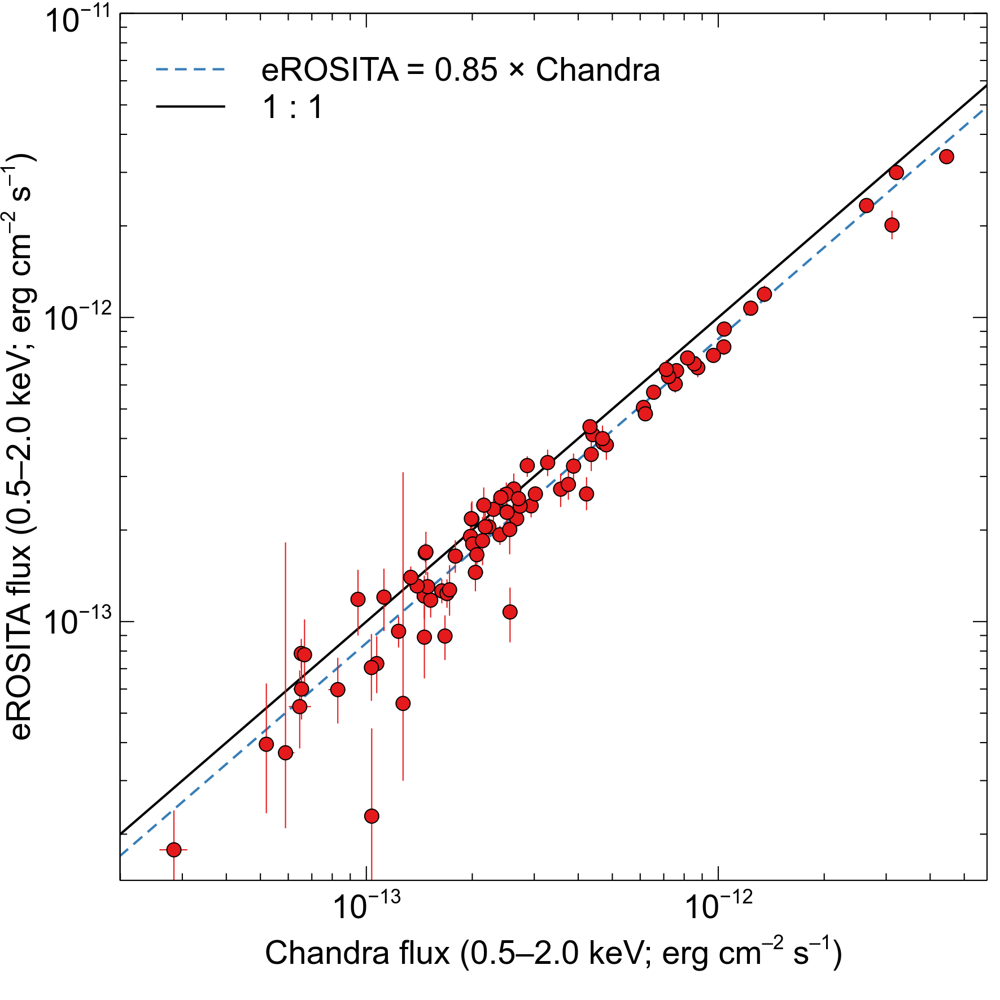 eROSITA = 0.85 × Chandra
1 : 1
10⁻¹¹
10⁻¹²
10⁻¹³
eROSITA flux (0.5–2.0 keV; erg cm⁻² s⁻¹)
10⁻¹³ 10⁻¹²
Chandra flux (0.5–2.0 keV; erg cm⁻² s⁻¹)